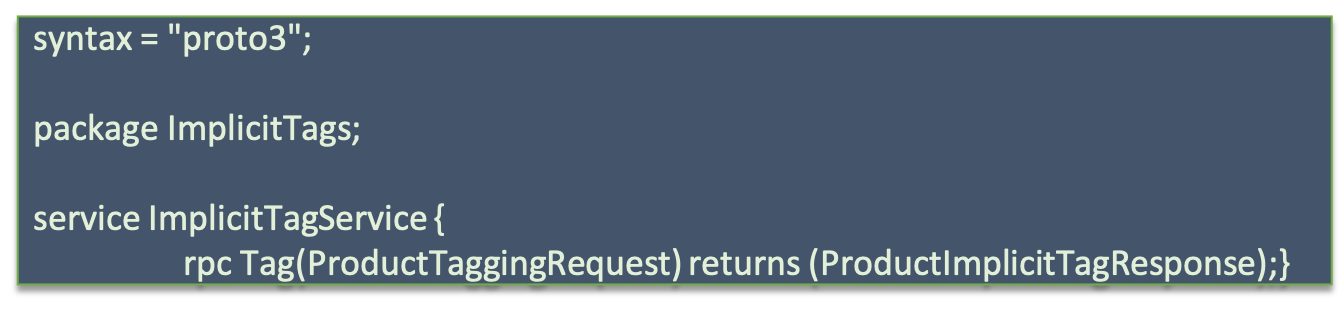 syntax = "proto3";
package ImplicitTags;
service ImplicitTagService {
rpc Tag(ProductTaggingRequest) returns (ProductImplicitTagResponse);}